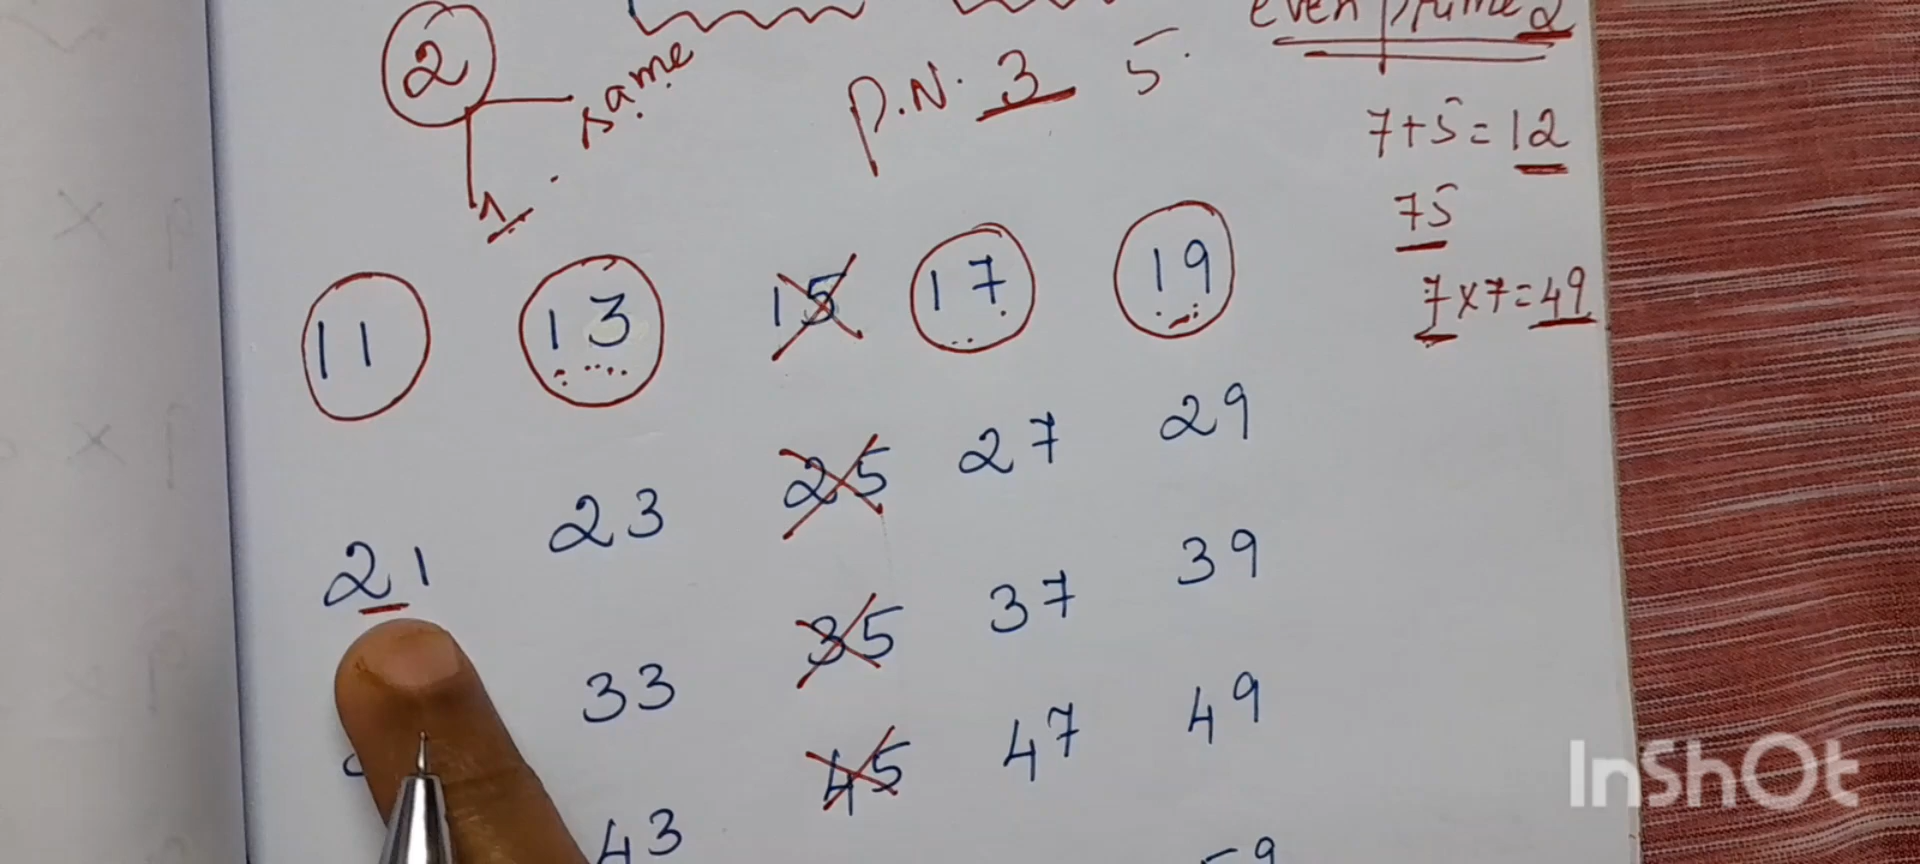 2 same
1.
P.N. 3 5.
even prime 2
7+5=12
75
7x7=49
11 13 15 17 19
21 23 25 27 29
33 35 37 39
43 45 47 49
59
InShOt